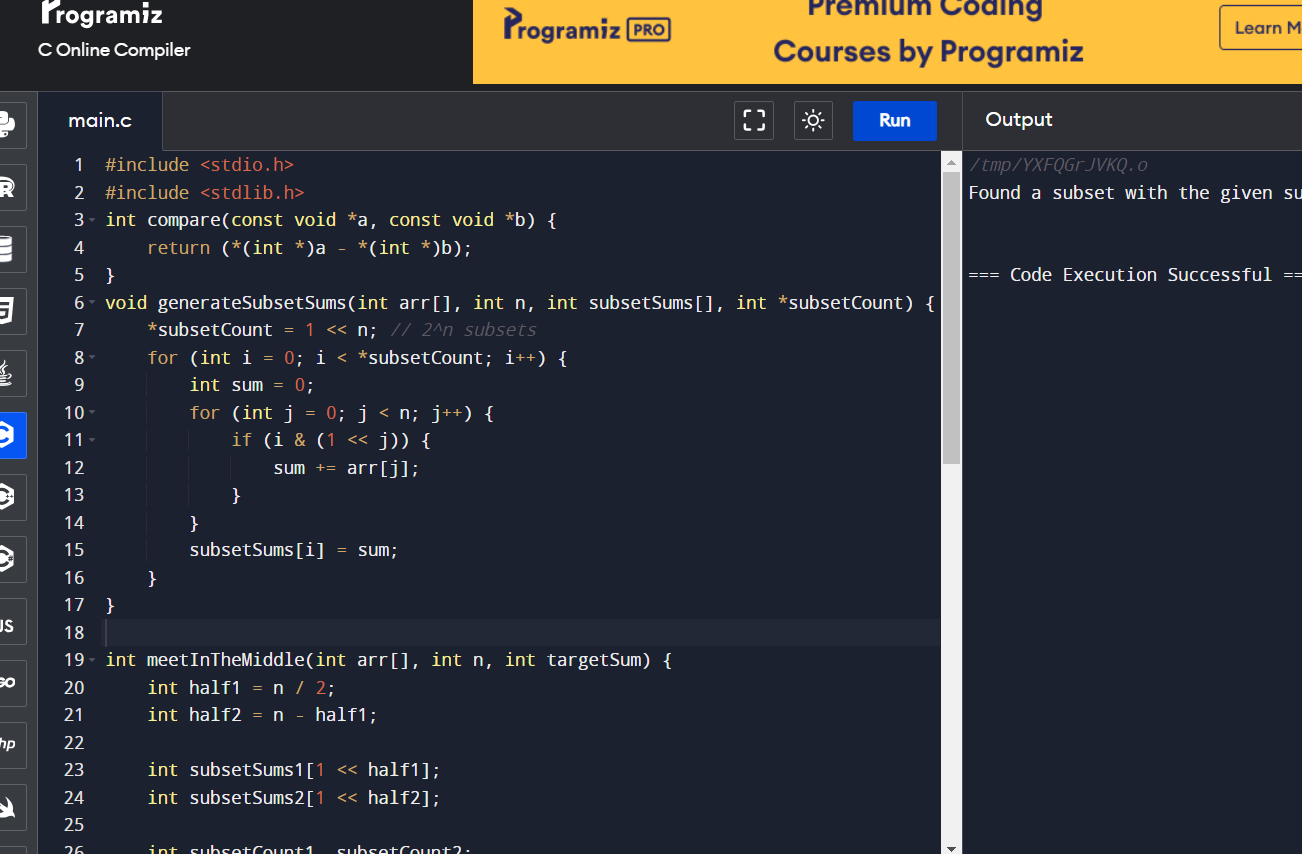 Programiz
C Online Compiler
Programiz PRO
Premium Coding
Courses by Programiz
Learn
main.c
Run
Output
1 #include <stdio.h>
2 #include <stdlib.h>
3 int compare(const void *a, const void *b) {
4 return (*(int *)a - *(int *)b);
5 }
6 void generateSubsetSums(int arr[], int n, int subsetSums[], int *subsetCount) {
7 *subsetCount = 1 << n; // 2^n subsets
8 for (int i = 0; i < *subsetCount; i++) {
9 int sum = 0;
10 for (int j = 0; j < n; j++) {
11 if (i & (1 << j)) {
12 sum += arr[j];
13 }
14 }
15 subsetSums[i] = sum;
16 }
17 }
18
19 int meetInTheMiddle(int arr[], int n, int targetSum) {
20 int half1 = n / 2;
21 int half2 = n - half1;
22
23 int subsetSums1[1 << half1];
24 int subsetSums2[1 << half2];
25
26 int subsetCount1, subsetCount2;
/tmp/YXFQGrJVKQ.o
Found a subset with the given
=== Code Execution Successful ==